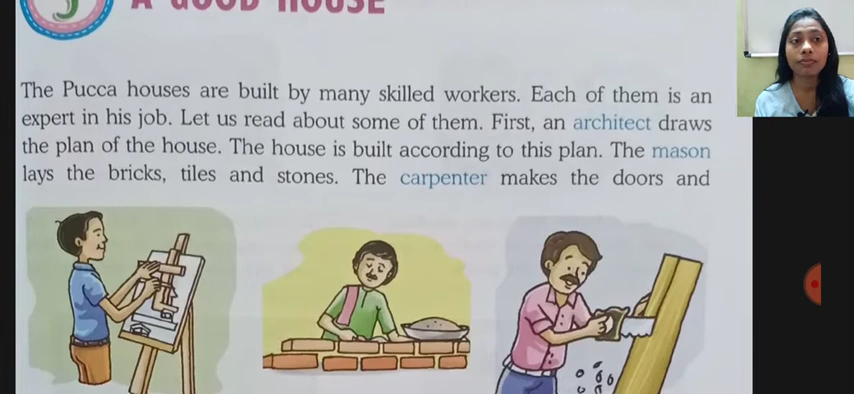 A GOOD HOUSE
The Pucca houses are built by many skilled workers. Each of them is an
expert in his job. Let us read about some of them. First, an architect draws
the plan of the house. The house is built according to this plan. The mason
lays the bricks, tiles and stones. The carpenter makes the doors and